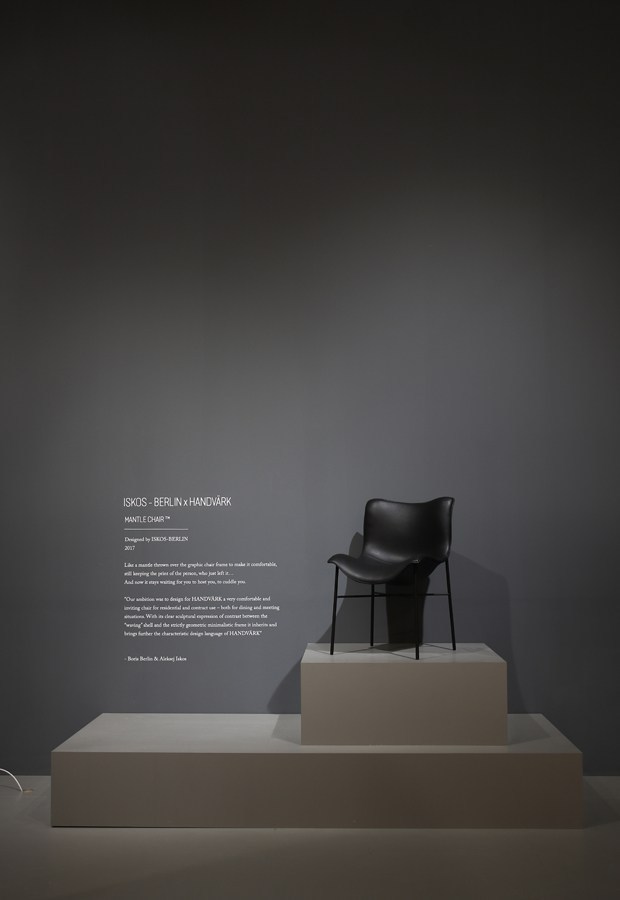 ISKOS - BERLIN x HANDVÄRK
MANTLE CHAIR ™
Designed by ISKOS-BERLIN
2017
Like a mantle thrown over the graphic chair frame to make it comfortable,
still keeping the print of the person, who just left it...
And now it stays waiting for you to host you, to cuddle you.
"Our ambition was to design for HANDVÄRK a very comfortable and
inviting chair for residential and contract use – both for dining and meeting
situations. With its clear sculptural expression of contrast between the
"waving" shell and the strictly geometric minimalistic frame it inherits and
brings further the characteristic design language of HANDVÄRK"
- Boris Berlin & Aleksej Iskos